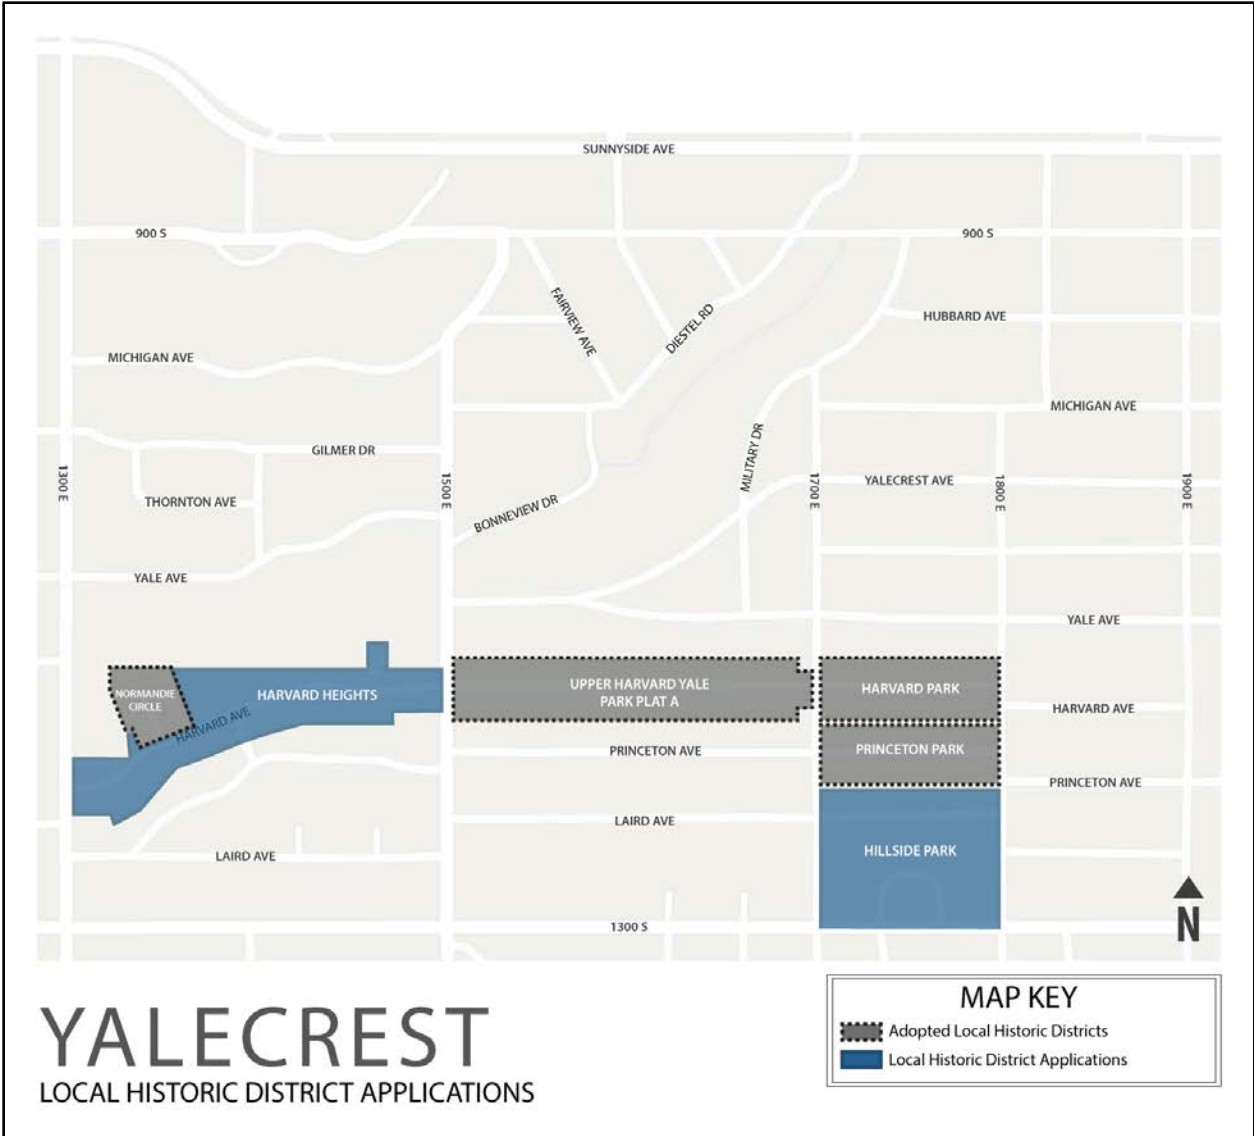 SUNNYSIDE AVE
900 S
900 S
FAIRVIEW AVE
DIESTEL RD
HUBBARD AVE
MICHIGAN AVE
MICHIGAN AVE
GILMER DR
MILITARY DR
1300 E
1500 E
1700 E
YALECREST AVE
1800 E
1900 E
THORNTON AVE
BONNEVIEW DR
YALE AVE
YALE AVE
NORMANDIE
CIRCLE
HARVARD HEIGHTS
HARVARD AVE
UPPER HARVARD YALE
PARK PLAT A
HARVARD PARK
HARVARD AVE
PRINCETON AVE
PRINCETON PARK
PRINCETON AVE
LAIRD AVE
LAIRD AVE
HILLSIDE PARK
1300 S
N
YALECREST
LOCAL HISTORIC DISTRICT APPLICATIONS
MAP KEY
Adopted Local Historic Districts
Local Historic District Applications